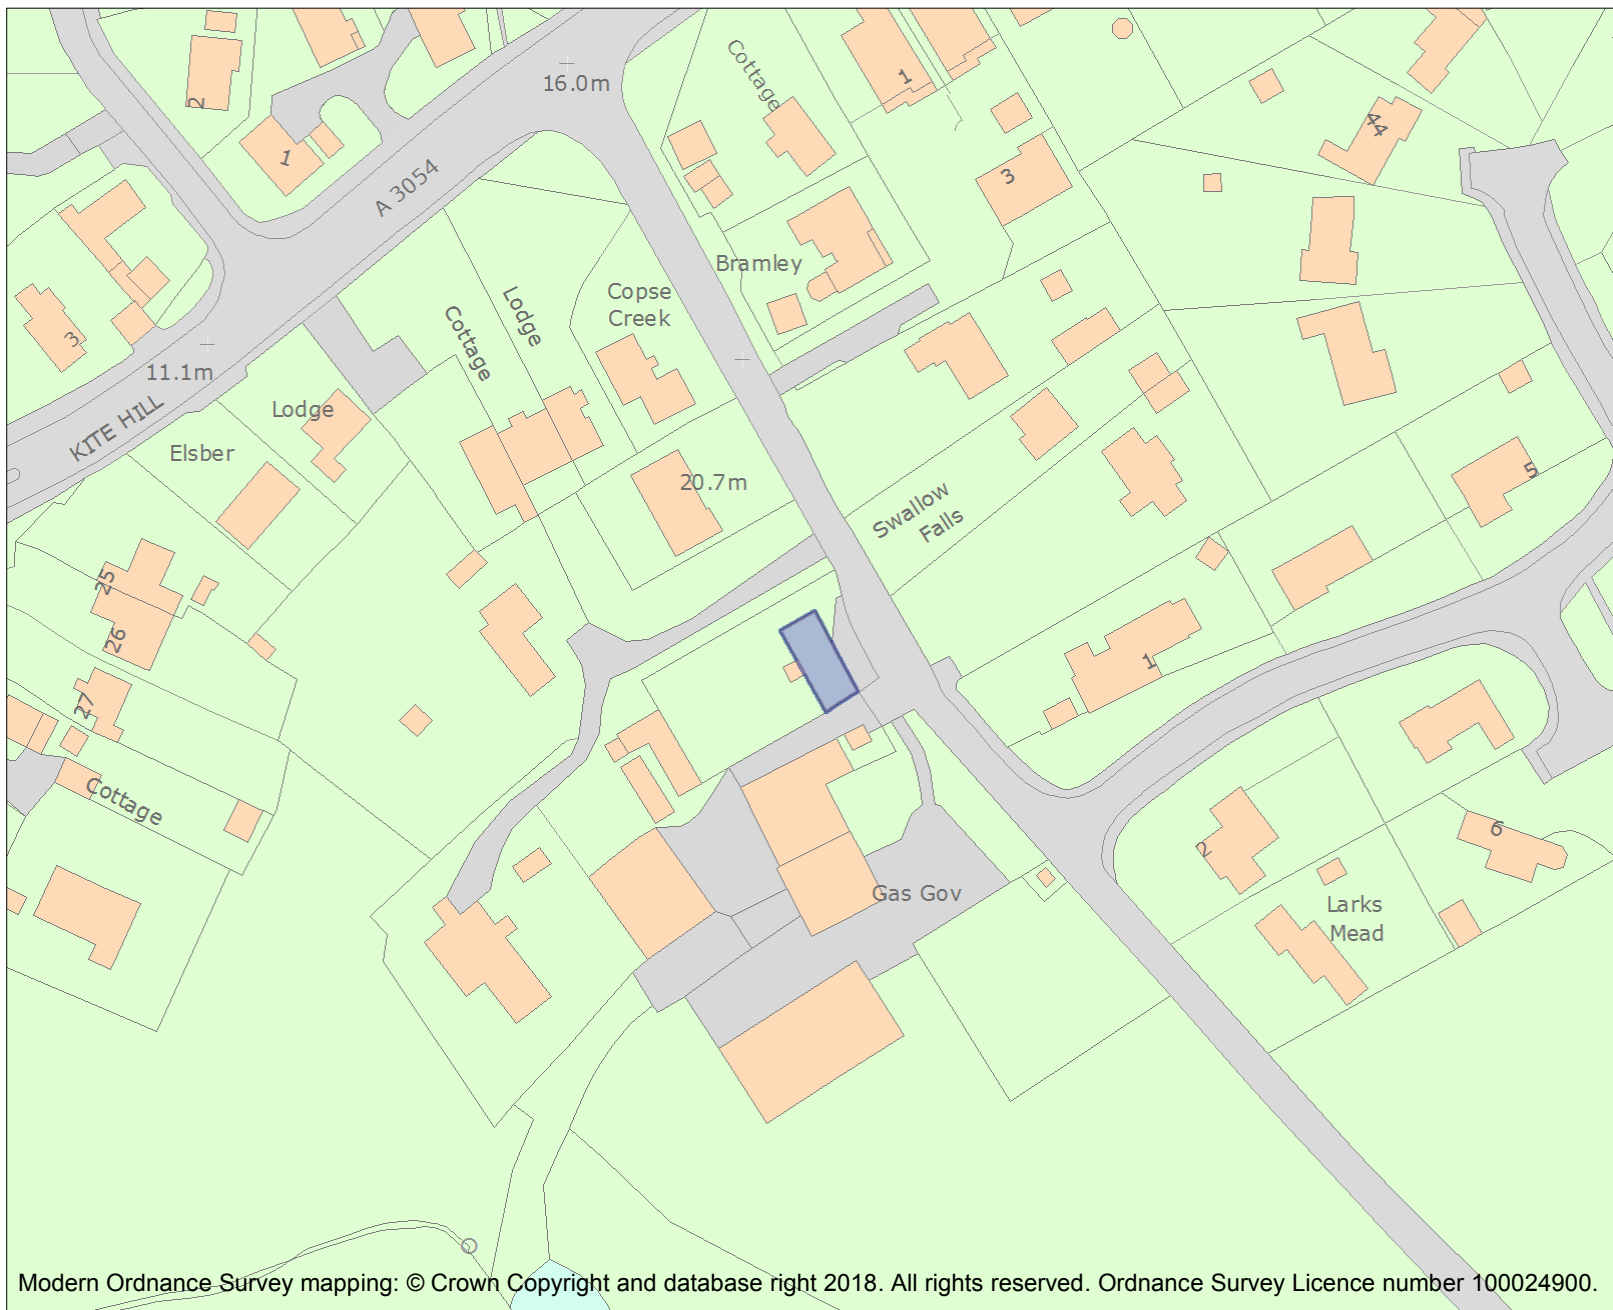 2
16.0m
1
A 3054
Cottage
1
3
44
Bramley
Copse
Creek
Lodge
Cottage
3
11.1m
KITE HILL
Lodge
Elsber
20.7m
Swallow
Falls
5
25
26
27
1
Cottage
2
6
Gas Gov
Larks
Mead
Modern Ordnance Survey mapping: © Crown Copyright and database right 2018. All rights reserved. Ordnance Survey Licence number 100024900.